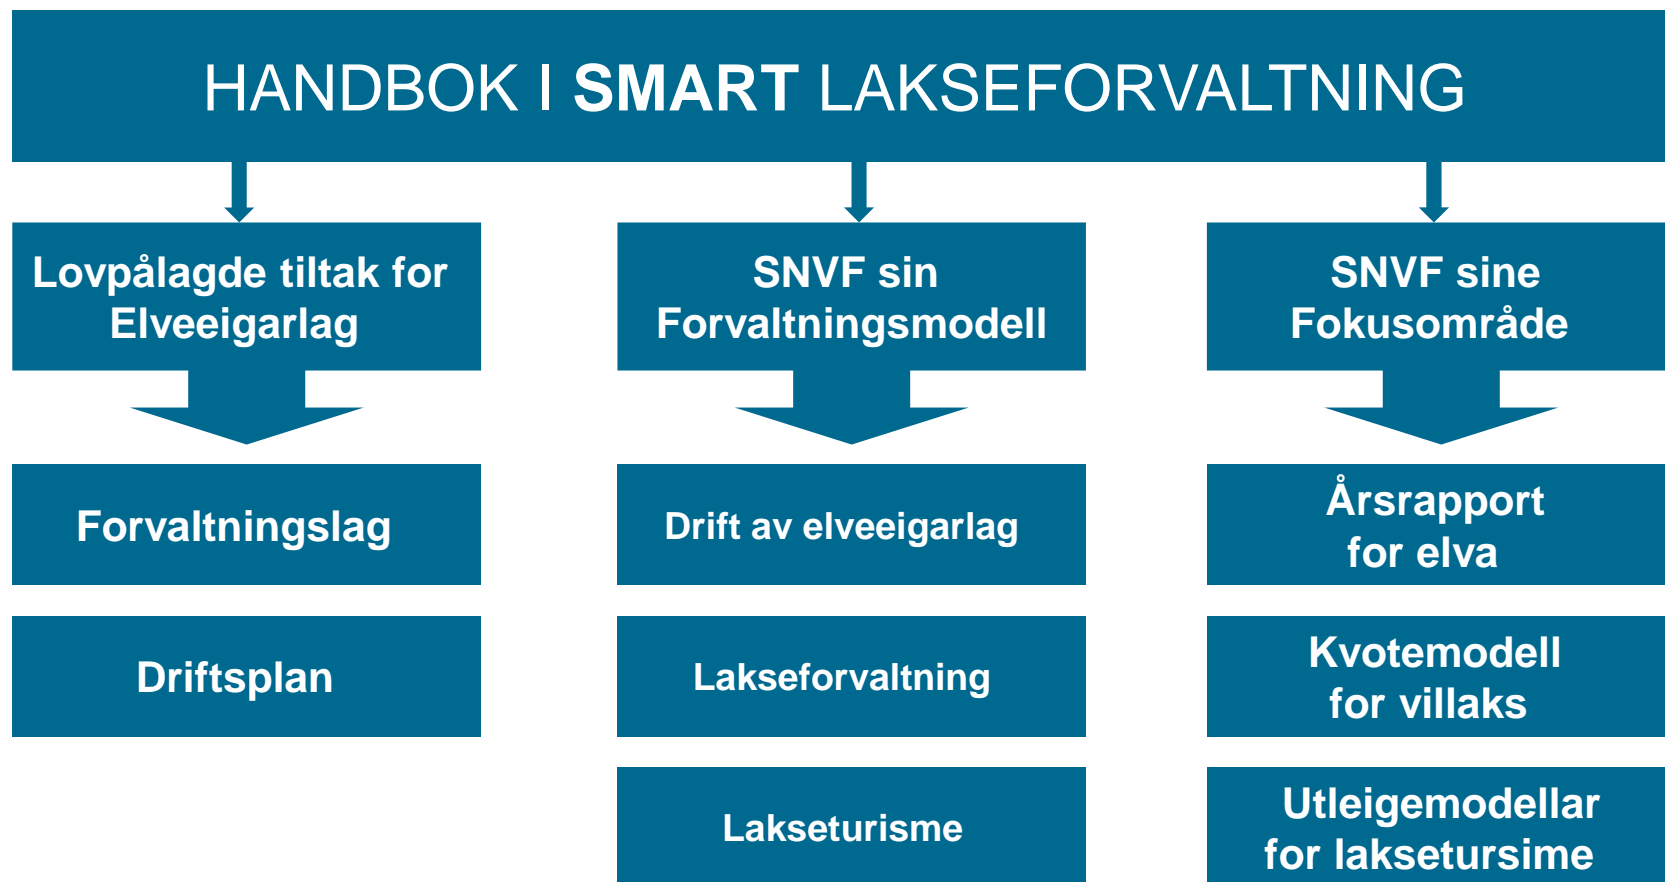 HANDBOK I SMART LAKSEFORVALTNING
Lovpålagde tiltak for
Elveeigarlag
Forvaltningslag
Driftsplan
SNVF sin
Forvaltningsmodell
Drift av elveeigarlag
Lakseforvaltning
Lakseturisme
SNVF sine
Fokusområde
Årsrapport
for elva
Kvotemodell
for villaks
Utleigemodellar
for laksetursime